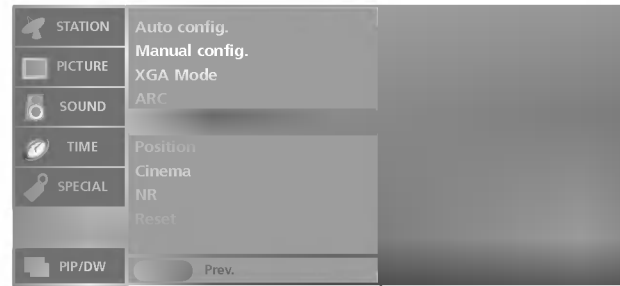 STATION
PICTURE
SOUND
TIME
SPECIAL
PIP/DW
Auto config.
Manual config.
XGA Mode
ARC
Position
Cinema
NR
Reset
Prev.